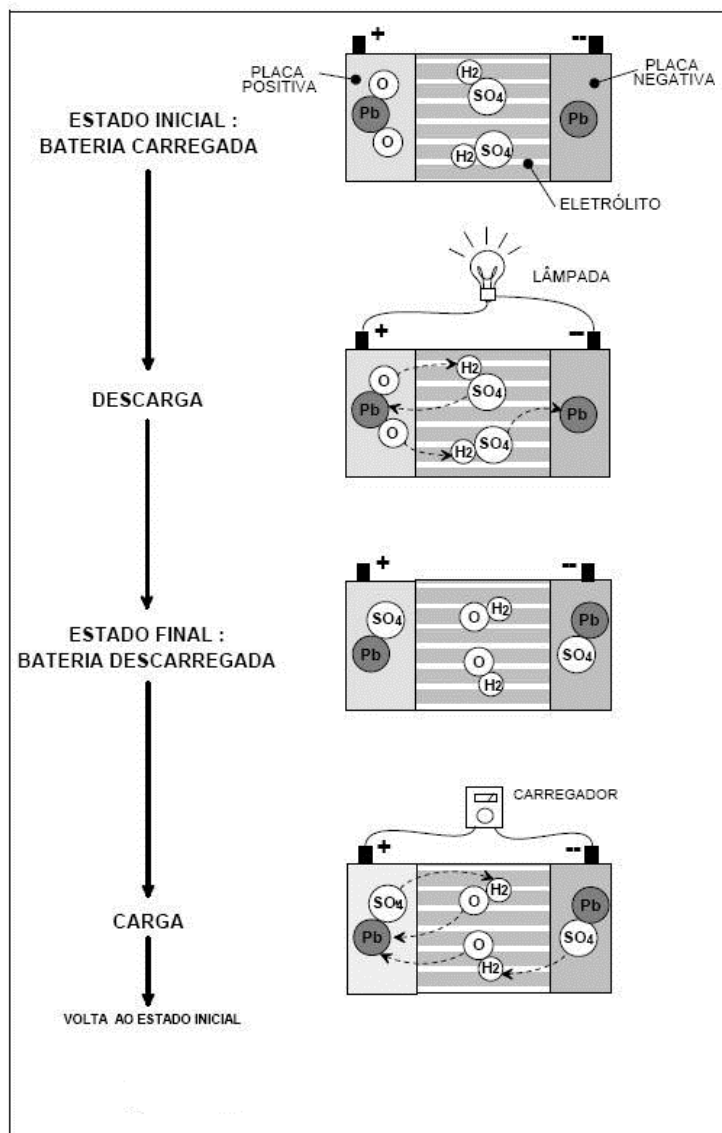 +
--
PLACA
POSITIVA
PLACA
NEGATIVA
O
Pb
O
H2
SO4
H2
SO4
Pb
ESTADO INICIAL :
BATERIA CARREGADA
ELETRÓLITO
LÂMPADA
+
--
DESCARGA
O
Pb
O
H2
SO4
H2
SO4
Pb
+
--
ESTADO FINAL :
BATERIA DESCARREGADA
SO4
Pb
O
H2
O
H2
Pb
SO4
CARREGADOR
+
--
CARGA
SO4
Pb
O
H2
O
H2
Pb
SO4
VOLTA AO ESTADO INICIAL